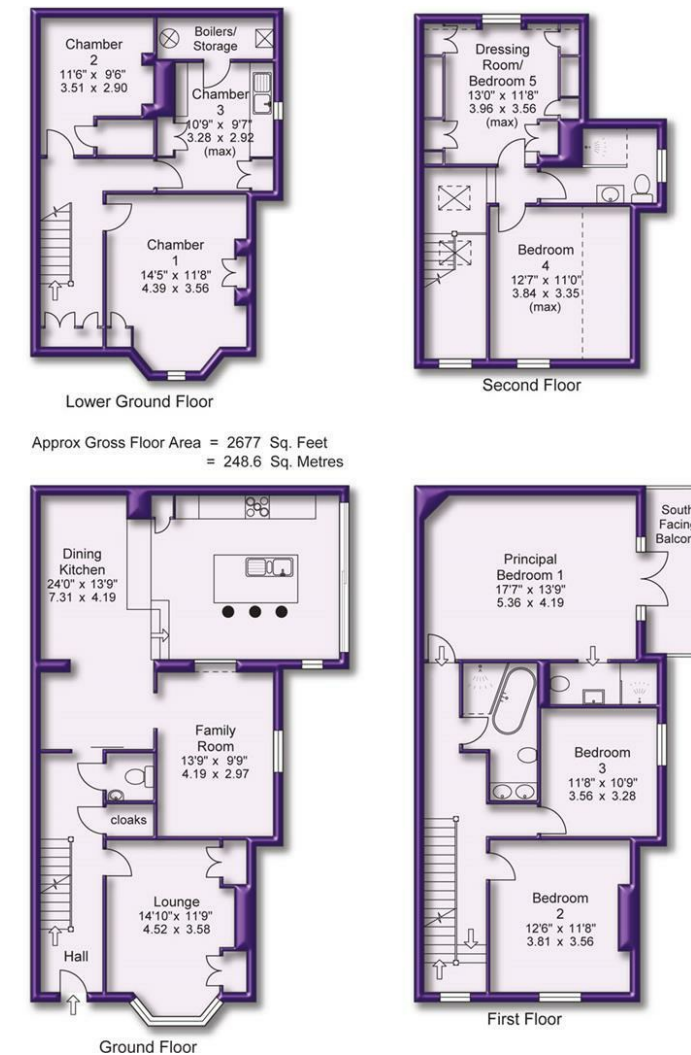 Boilers/
Storage
Chamber
2
11'6" x 9'6"
3.51 x 2.90
Chamber
3
10'9" x 9'7"
3.28 x 2.92
(max)
Chamber
1
14'5" x 11'8"
4.39 x 3.56
Lower Ground Floor
Dressing
Room/
Bedroom 5
13'0" x 11'8"
3.96 x 3.56
(max)
Bedroom
4
12'7" x 11'0"
3.84 x 3.35
(max)
Second Floor
Approx Gross Floor Area = 2677 Sq. Feet
= 248.6 Sq. Metres
Dining
Kitchen
24'0" x 13'9"
7.31 x 4.19
Family
Room
13'9" x 9'9"
4.19 x 2.97
cloaks
Lounge
14'10"x 11'9"
4.52 x 3.58
Hall
Ground Floor
South
Facing
Balcon
Principal
Bedroom 1
17'7" x 13'9"
5.36 x 4.19
Bedroom
3
11'8" x 10'9"
3.56 x 3.28
Bedroom
2
12'6" x 11'8"
3.81 x 3.56
First Floor